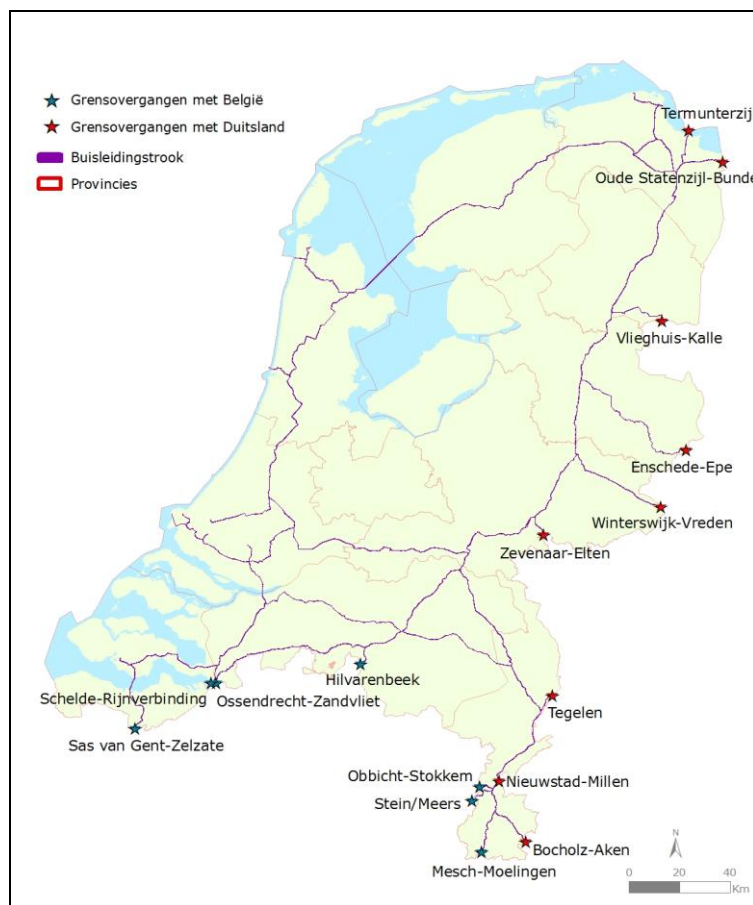 Grensovergangen met België
Grensovergangen met Duitsland
Buisleidingstrook
Provincies
Termunterzijl
Oude Statenzijl-Bunde
Vlieghuis-Kalle
Enschede-Epe
Winterswijk-Vreden
Zevenaar-Elten
Hilvarenbeek
Schelde-Rijnverbinding
Ossendrecht-Zandvliet
Tegelen
Sas van Gent-Zelzate
Obbicht-Stokkem
Nieuwstad-Millen
Stein/Meers
Bocholz-Aken
Mesch-Moelingen
N
0 20 40
Km